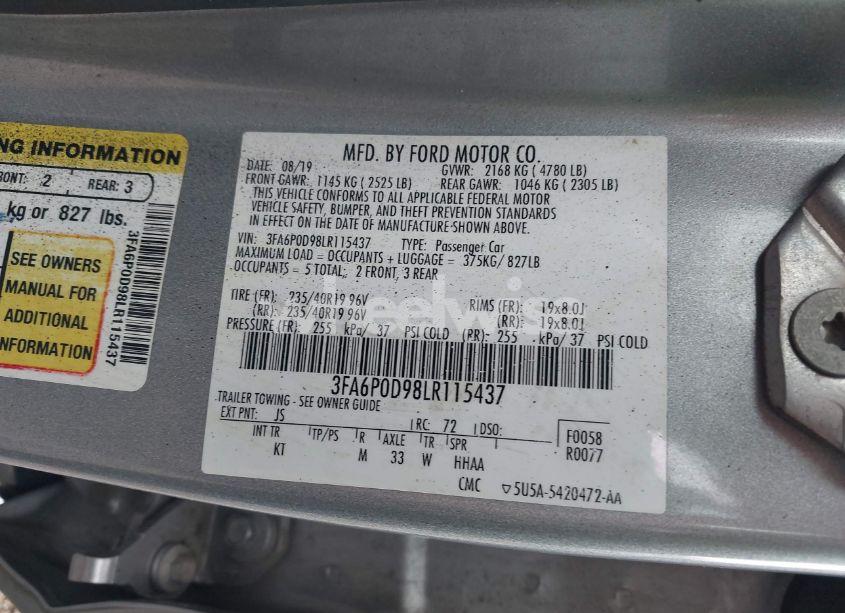 NG INFORMATION
FRONT: 2 REAR: 3
kg or 827 lbs.
SEE OWNERS
MANUAL FOR
ADDITIONAL
INFORMATION
3FA6P0D98LR115437
MFD. BY FORD MOTOR CO.
DATE: 08/19 GVWR: 2168 KG ( 4780 LB)
FRONT GAWR: 1145 KG ( 2525 LB) REAR GAWR: 1046 KG ( 2305 LB)
THIS VEHICLE CONFORMS TO ALL APPLICABLE FEDERAL MOTOR
VEHICLE SAFETY, BUMPER, AND THEFT PREVENTION STANDARDS
IN EFFECT ON THE DATE OF MANUFACTURE SHOWN ABOVE.
VIN: 3FA6P0D98LR115437 TYPE: Passenger Car
MAXIMUM LOAD = OCCUPANTS + LUGGAGE = 375KG/ 827LB
OCCUPANTS = 5 TOTAL; 2 FRONT, 3 REAR
TIRE (FR): 235/40R19 96V RIMS (FR): 19x8.0J
(RR): 235/40R19 96V (RR): 19x8.0J
PRESSURE (FR): 255 kPa/ 37 PSI COLD (RR): 255 kPa/ 37 PSI COLD
3FA6P0D98LR115437
TRAILER TOWING - SEE OWNER GUIDE
EXT PNT: JS RC: 72 DSO: F0058
R0077
INT TR TP/PS R AXLE TR SPR
KT M 33 W HHAA
CMC 5U5A-5420472-AA